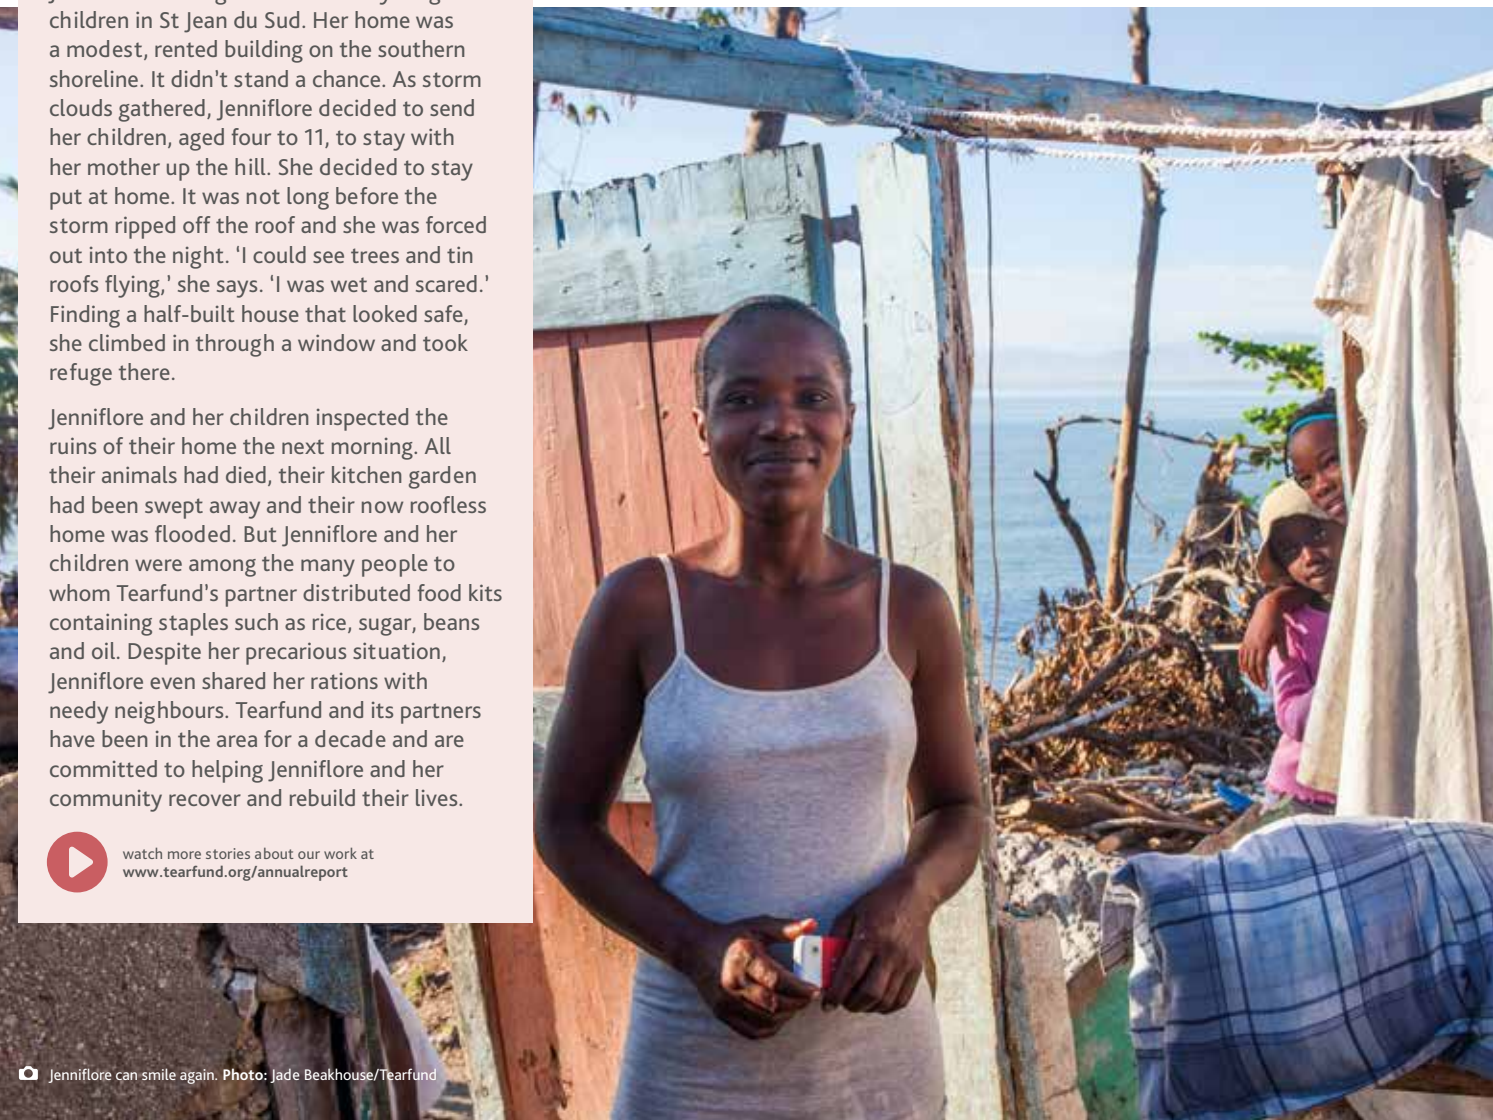 children in St Jean du Sud. Her home was
a modest, rented building on the southern
shoreline. It didn't stand a chance. As storm
clouds gathered, Jenniflore decided to send
her children, aged four to 11, to stay with
her mother up the hill. She decided to stay
put at home. It was not long before the
storm ripped off the roof and she was forced
out into the night. ‘I could see trees and tin
roofs flying,’ she says. ‘I was wet and scared.’
Finding a half-built house that looked safe,
she climbed in through a window and took
refuge there.
Jenniflore and her children inspected the
ruins of their home the next morning. All
their animals had died, their kitchen garden
had been swept away and their now roofless
home was flooded. But Jenniflore and her
children were among the many people to
whom Tearfund's partner distributed food kits
containing staples such as rice, sugar, beans
and oil. Despite her precarious situation,
Jenniflore even shared her rations with
needy neighbours. Tearfund and its partners
have been in the area for a decade and are
committed to helping Jenniflore and her
community recover and rebuild their lives.
watch more stories about our work at
www.tearfund.org/annualreport
Jenniflore can smile again. Photo: Jade Beakhouse/Tearfund